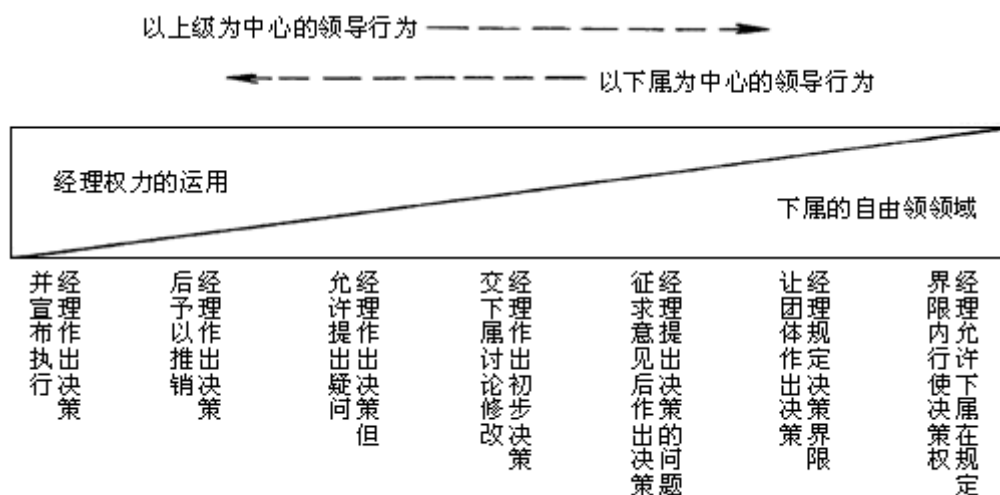 以上级为中心的领导行为
以下属为中心的领导行为
经理权力的运用
下属的自由领领域
经理作出决策
并宣布执行
经理作出决策
后予以推销
经理作出决策但
允许提出疑问
经理作出初步决策
交下属讨论修改
经理提出决策的问题
征求意见后作出决策
经理规定决策界限
让团体作出决策
经理允许下属在规定
界限内行使决策权